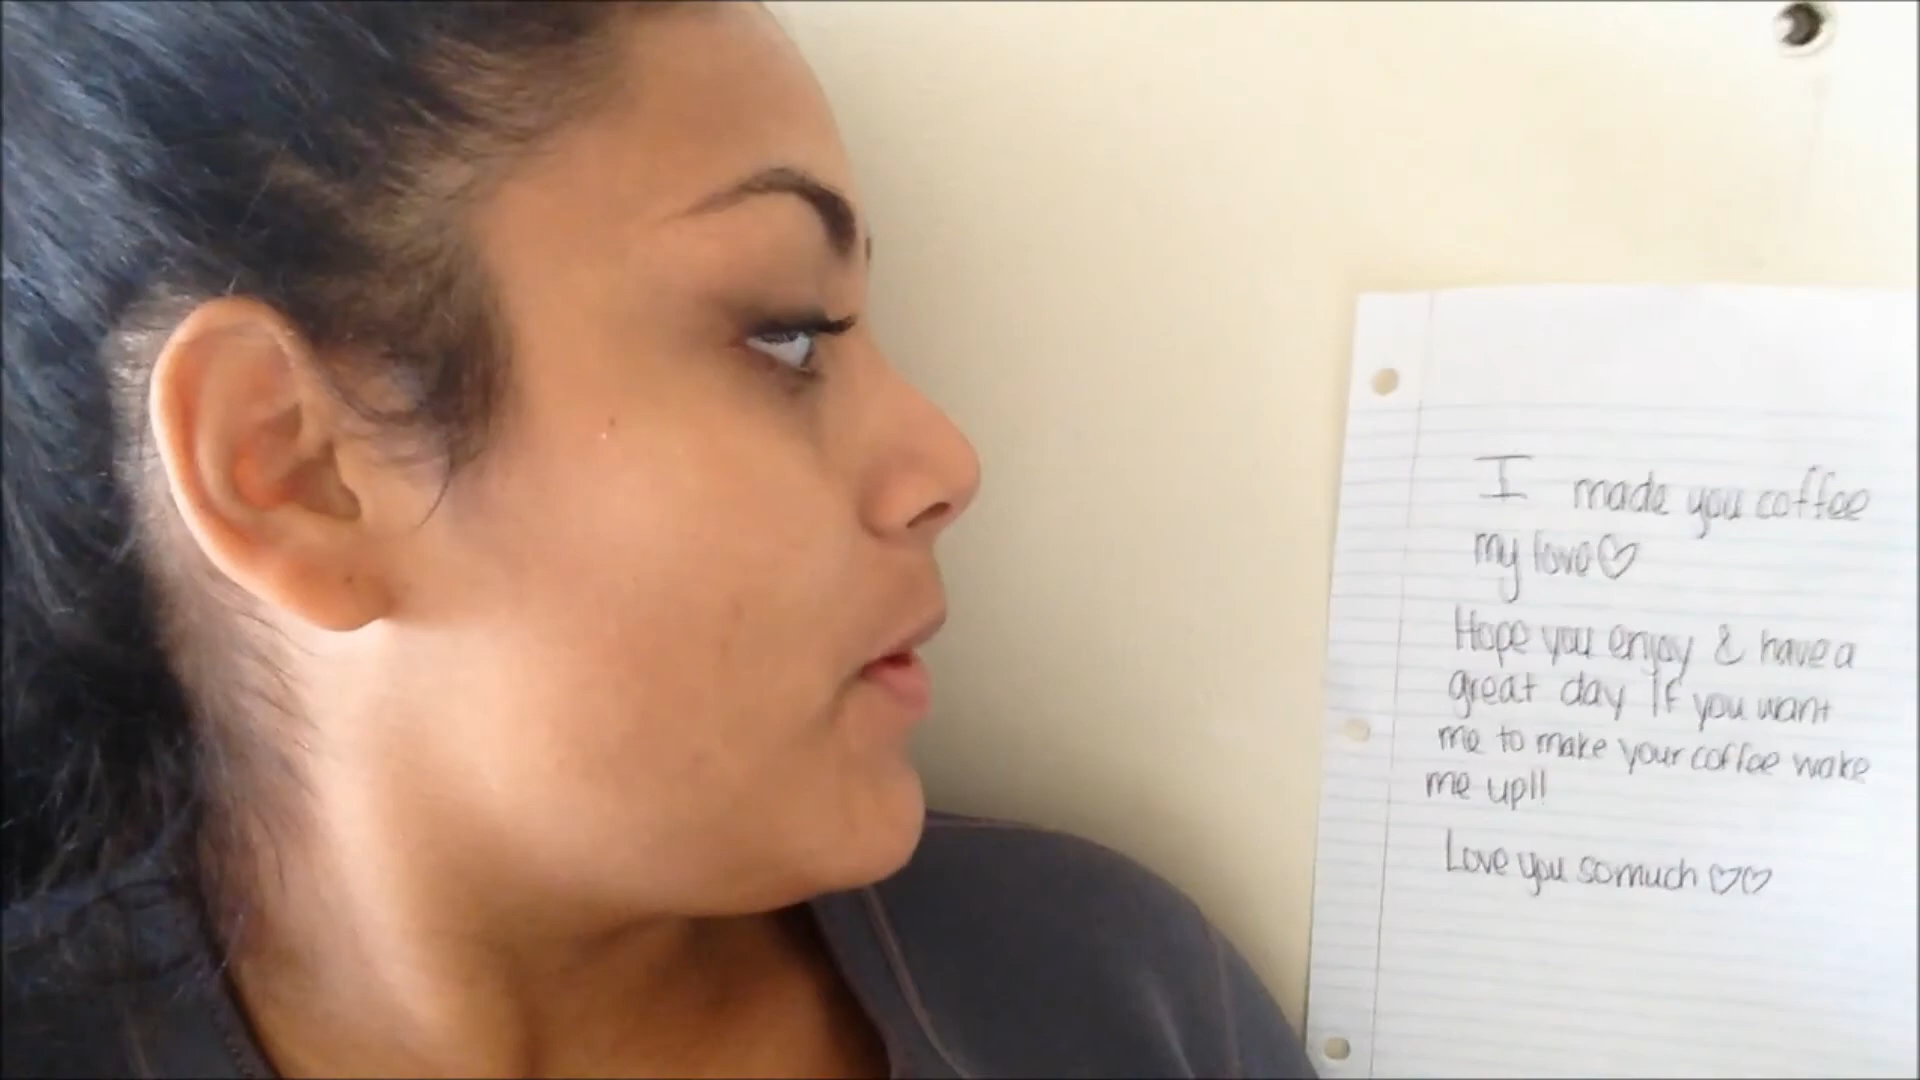 I made you coffee
my love♡
Hope you enjoy & have a
great day If you want
me to make your coffee wake
me up!!
Love you somuch ♡♡